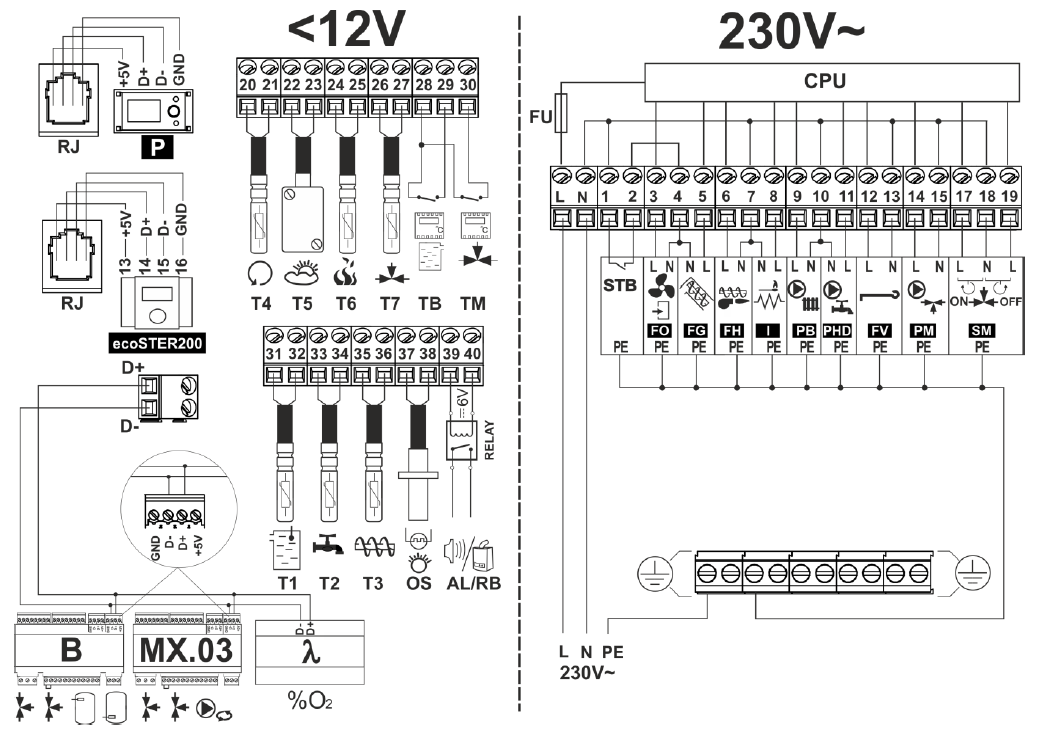 <12V
230V~
+5V
D+
D-
GND
RJ
P
+5V
D+
D-
GND
13
14
15
16
RJ
ecoSTER200
D+
D-
20 21 22 23 24 25 26 27 28 29 30
°C
°C
T4 T5 T6 T7 TB TM
31 32 33 34 35 36 37 38 39 40
=6V
RELAY
T1 T2 T3 OS AL/RB
GND
D-
D+
+5V
B
MX.03
- +
λ
%O2
CPU
FU
L N 1 2 3 4 5 6 7 8 9 10 11 12 13 14 15 17 18 19
STB
L N N L L N N L L N N L L N L N L N L
ON OFF
FO FG FH I PB PHD FV PM SM
PE PE PE PE PE PE PE PE PE PE
L N PE
230V~